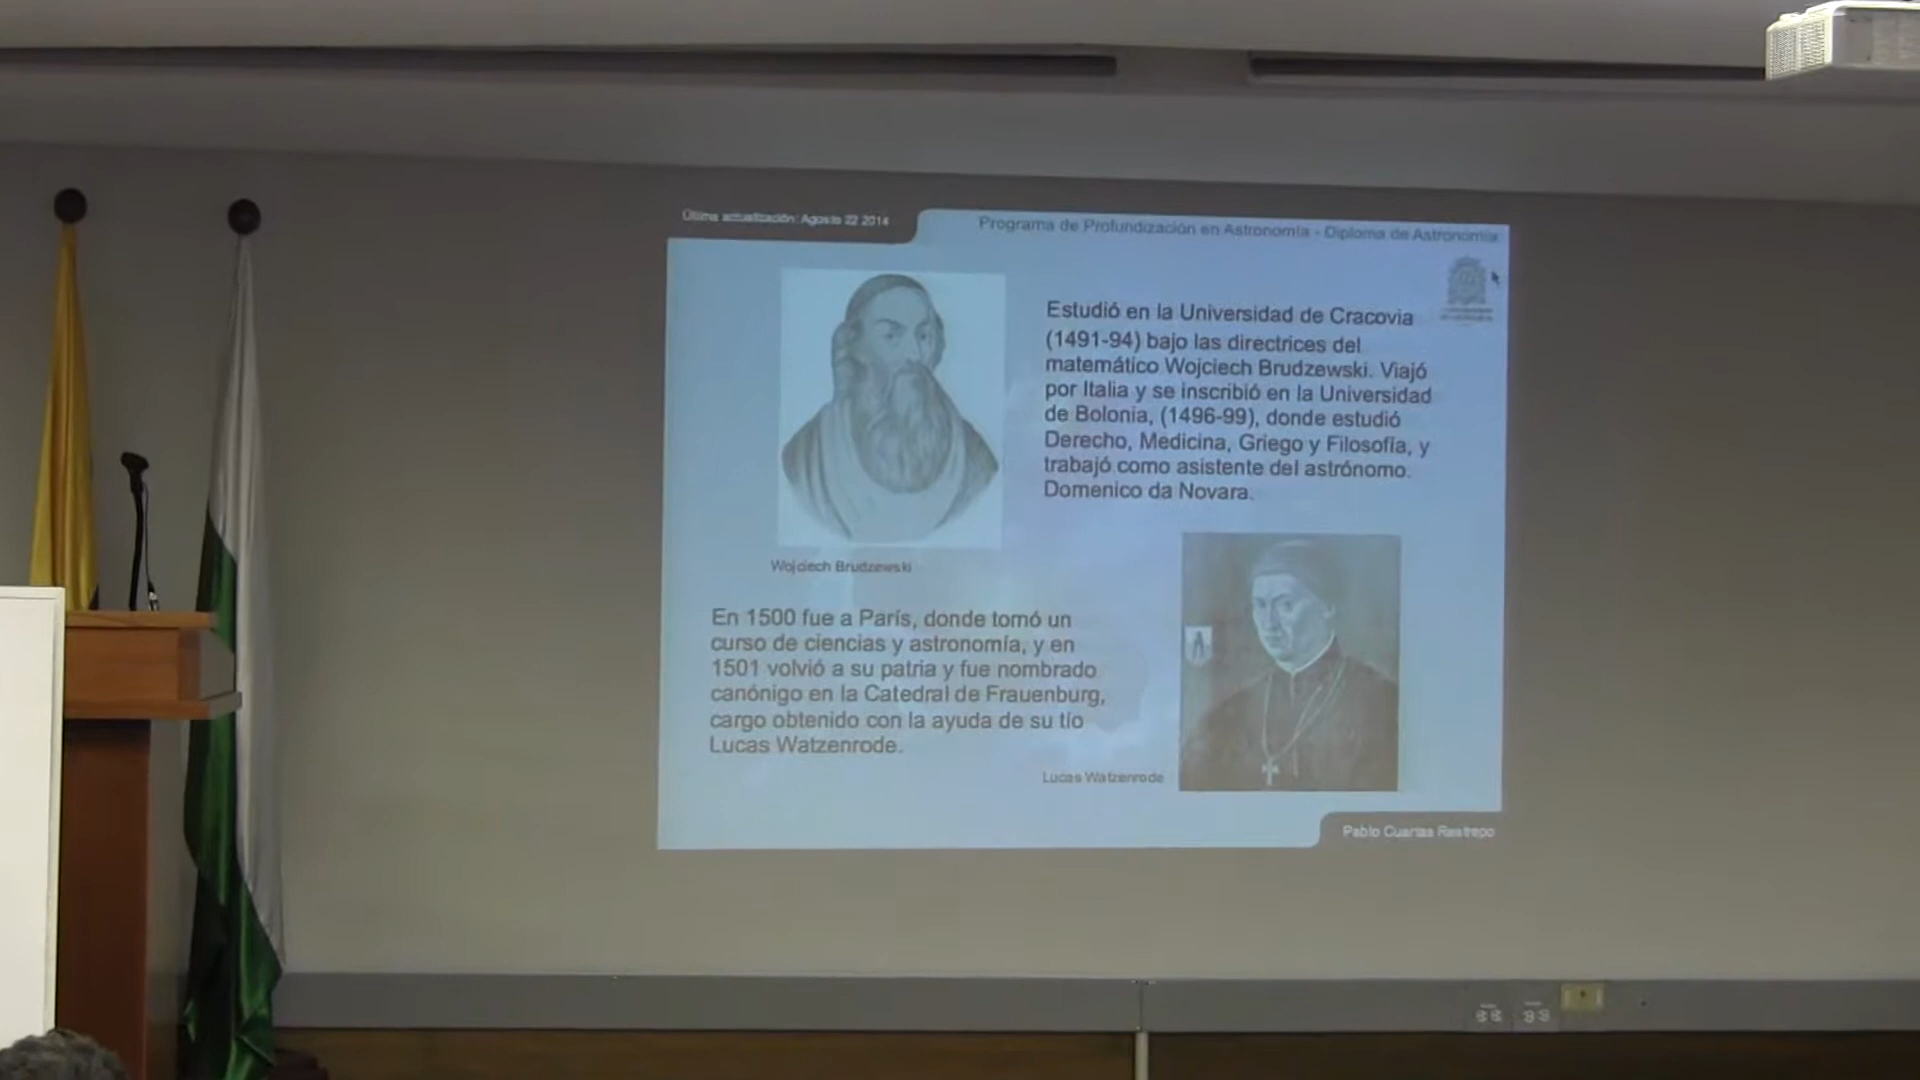 Última actualización: Agosto 22 2014
Programa de Profundización en Astronomía - Diploma de Astronomía
Estudió en la Universidad de Cracovia
(1491-94) bajo las directrices del
matemático Wojciech Brudzewski. Viajó
por Italia y se inscribió en la Universidad
de Bolonia, (1496-99), donde estudió
Derecho, Medicina, Griego y Filosofía, y
trabajó como asistente del astrónomo.
Domenico da Novara.
Wojciech Brudzewski
En 1500 fue a París, donde tomó un
curso de ciencias y astronomía, y en
1501 volvió a su patria y fue nombrado
canónigo en la Catedral de Frauenburg,
cargo obtenido con la ayuda de su tío
Lucas Watzenrode.
Lucas Watzenrode
Pablo Cuartas Restrepo